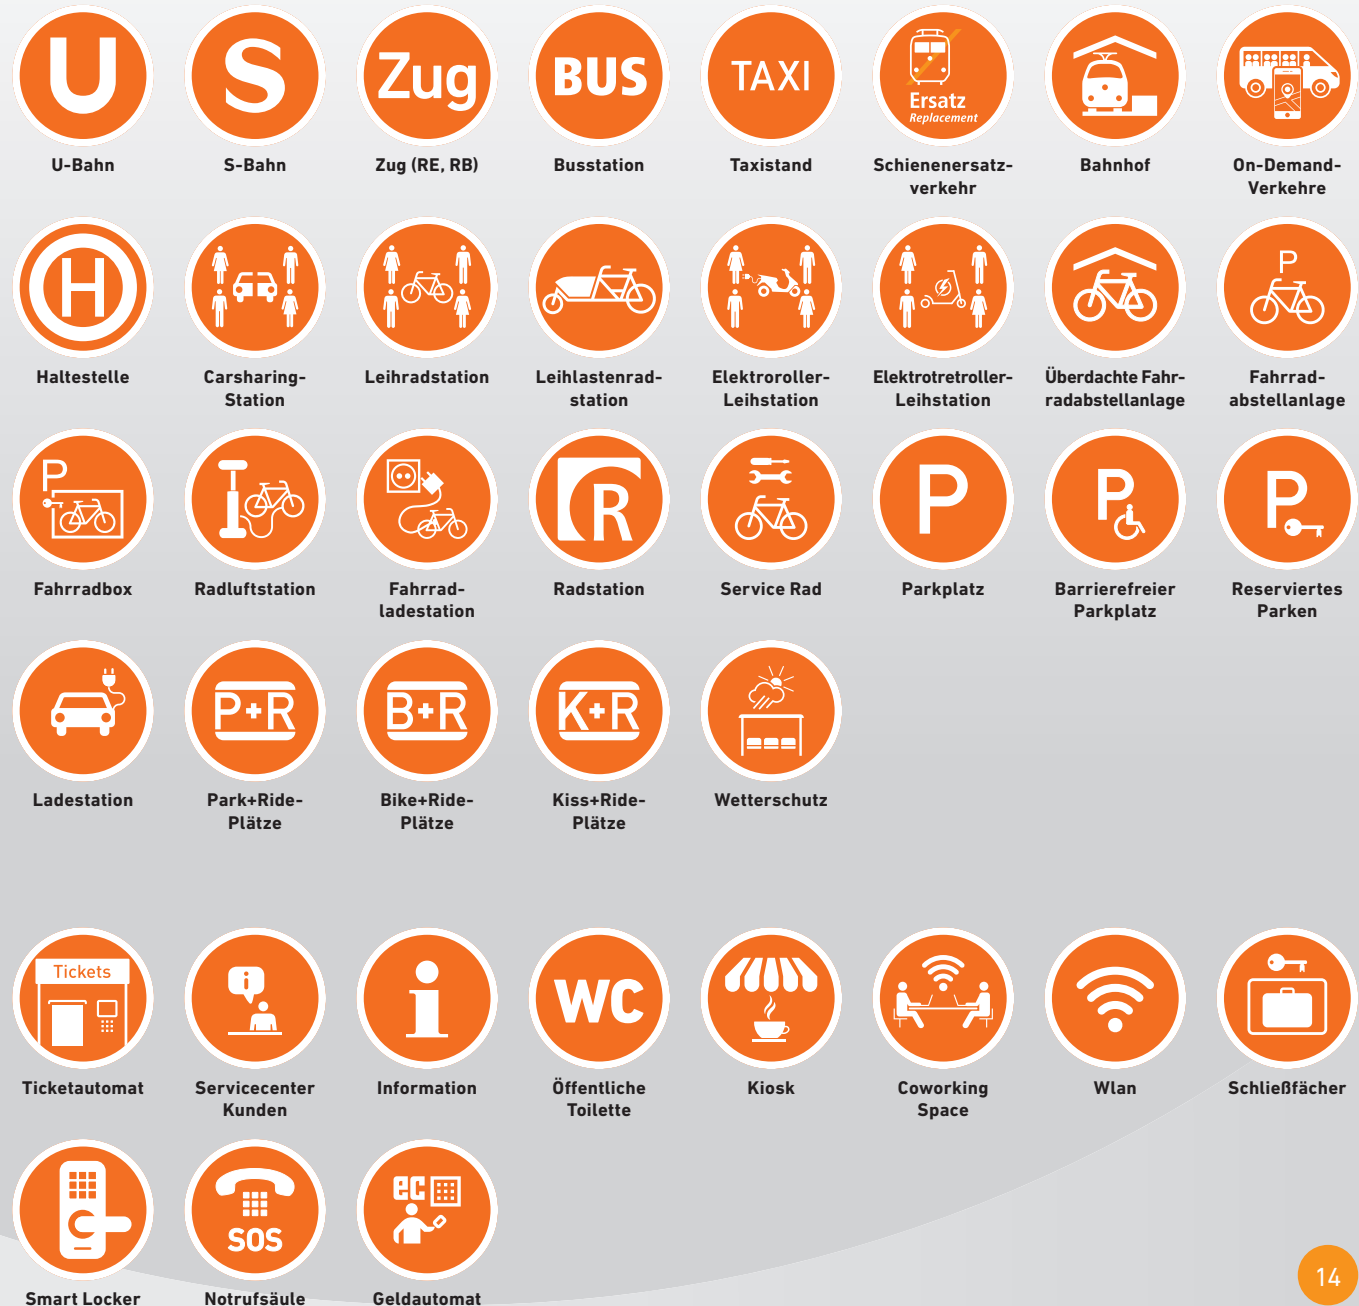 U
S
Zug
BUS
TAXI
Ersatz
Replacement
U-Bahn
S-Bahn
Zug (RE, RB)
Busstation
Taxistand
Schienenersatz-
verkehr
Bahnhof
On-Demand-
Verkehre
H
P
Haltestelle
Carsharing-
Station
Leihradstation
Leihlastenrad-
station
Elektroroller-
Leihstation
Elektrotretroller-
Leihstation
Überdachte Fahr-
radabstellanlage
Fahrrad-
abstellanlage
P
R
P
P
P
Fahrradbox
Radluftstation
Fahrrad-
ladestation
Radstation
Service Rad
Parkplatz
Barrierefreier
Parkplatz
Reserviertes
Parken
P+R
B+R
K+R
Ladestation
Park+Ride-
Plätze
Bike+Ride-
Plätze
Kiss+Ride-
Plätze
Wetterschutz
Tickets
i
i
WC
Ticketautomat
Servicecenter
Kunden
Information
Öffentliche
Toilette
Kiosk
Coworking
Space
Wlan
Schließfächer
SOS
ec
Smart Locker
Notrufsäule
Geldautomat
14